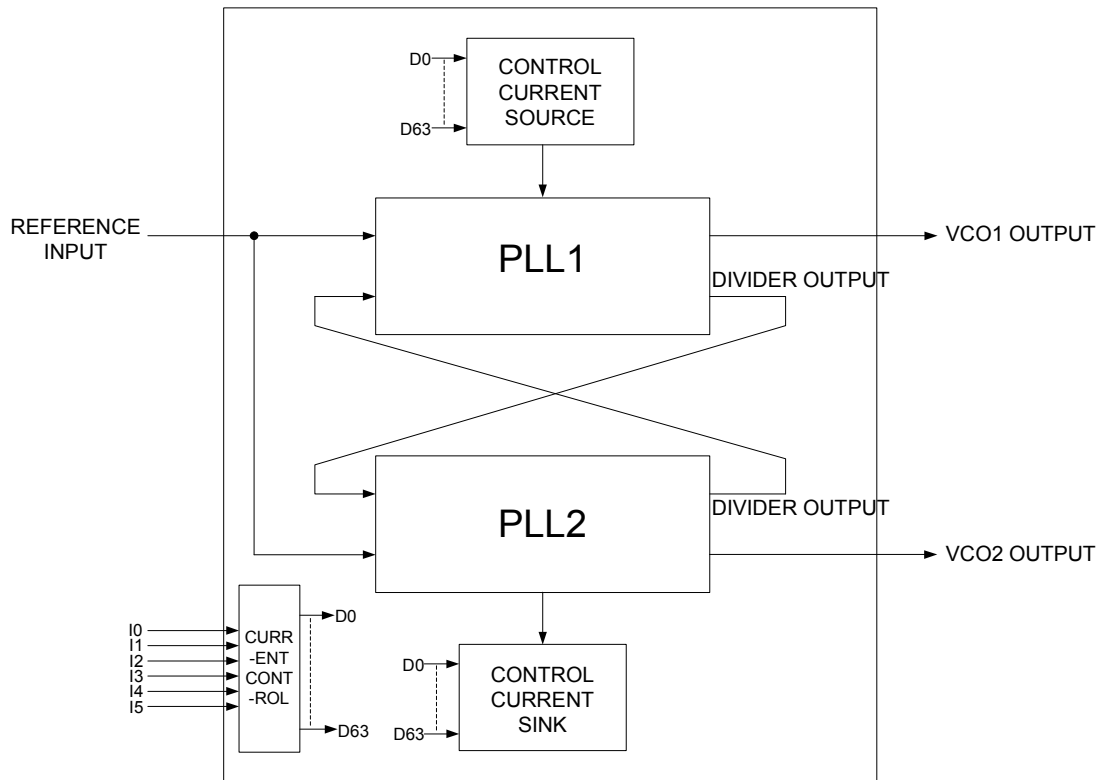 D0
D63
CONTROL
CURRENT
SOURCE
REFERENCE
INPUT
PLL1
VCO1 OUTPUT
DIVIDER OUTPUT
PLL2
DIVIDER OUTPUT
VCO2 OUTPUT
I0
I1
I2
I3
I4
I5
CURR
-ENT
CONT
-ROL
D0
D63
D0
D63
CONTROL
CURRENT
SINK